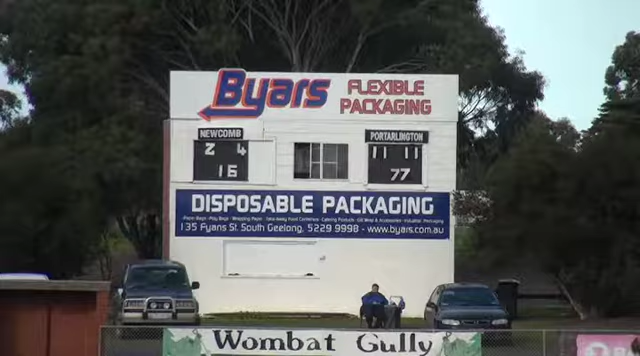 Byars
FLEXIBLE
PACKAGING
NEWCOMB
2 4
16
PORTARLINGTON
11 11
77
DISPOSABLE PACKAGING
135 Fyans St. South Geelong, 5229 9998 - www.byars.com.au
Wombat Gully